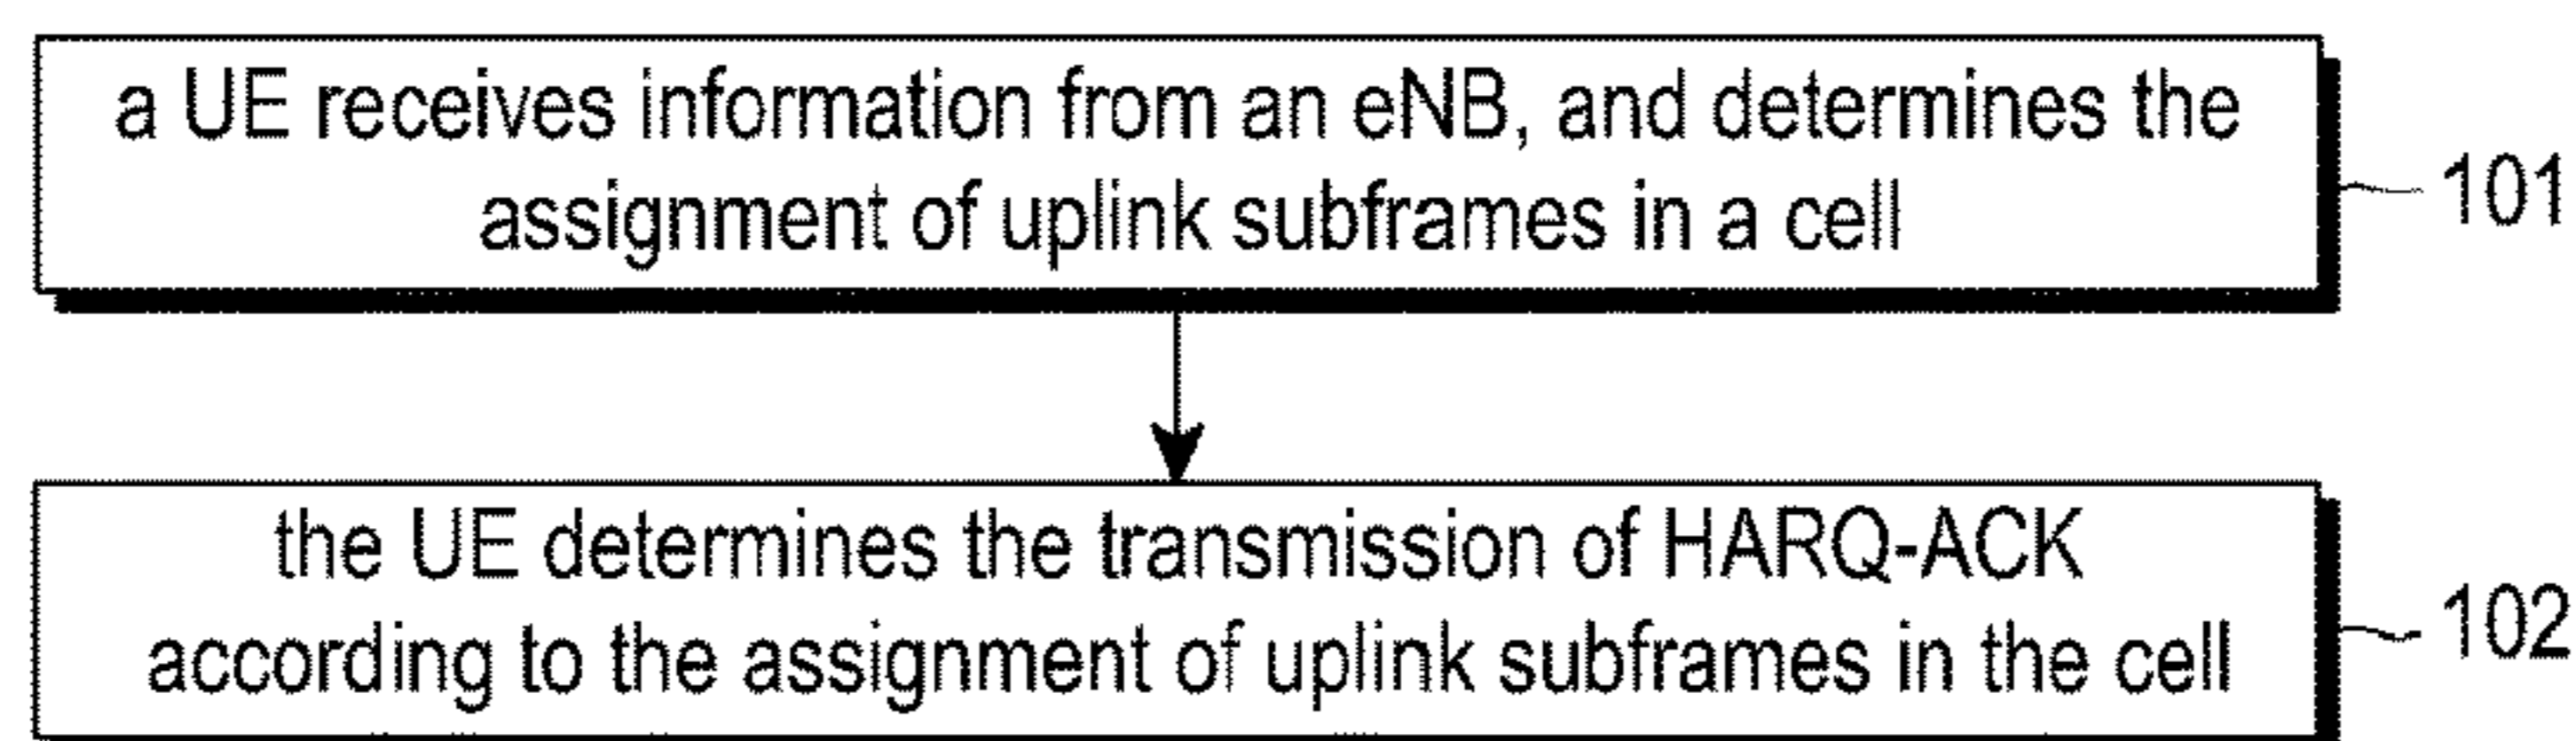 a UE receives information from an eNB, and determines the
assignment of uplink subframes in a cell
101
the UE determines the transmission of HARQ-ACK
according to the assignment of uplink subframes in the cell
102